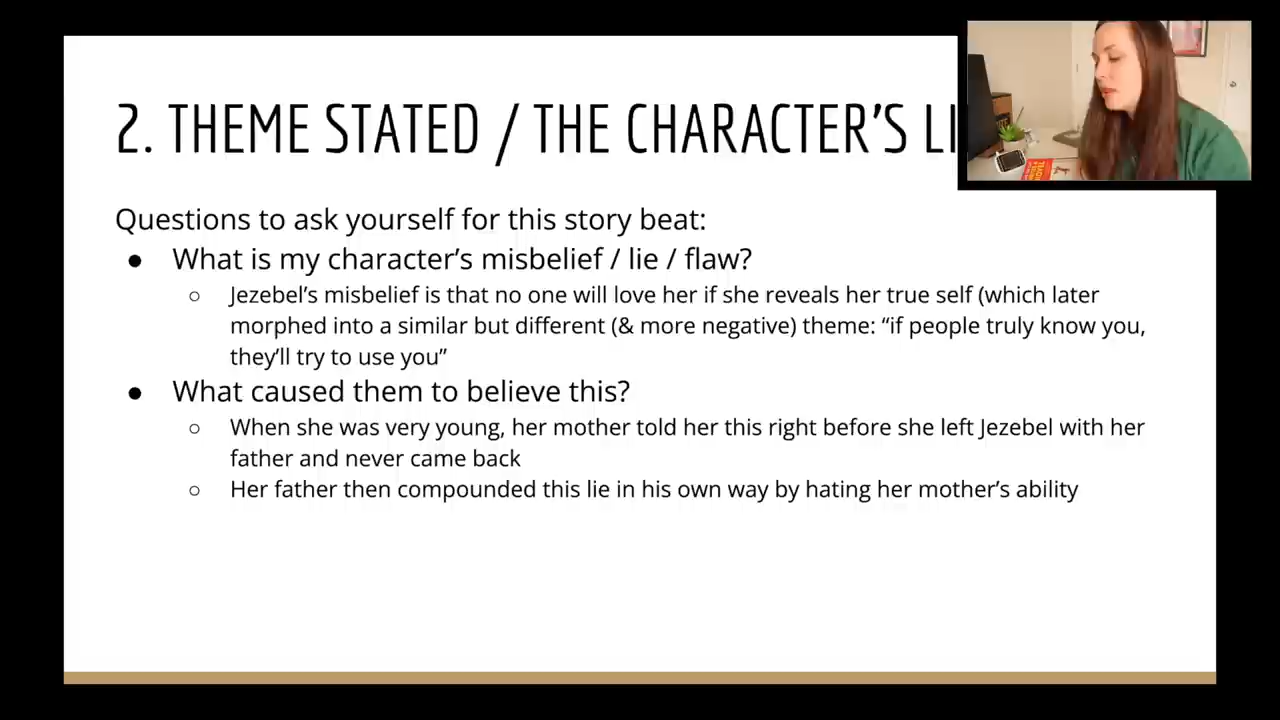 2. THEME STATED / THE CHARACTER'S
Questions to ask yourself for this story beat:
● What is my character's misbelief / lie / flaw?
○ Jezebel's misbelief is that no one will love her if she reveals her true self (which later
morphed into a similar but different (& more negative) theme: “if people truly know you,
they'll try to use you”
● What caused them to believe this?
○ When she was very young, her mother told her this right before she left Jezebel with her
father and never came back
○ Her father then compounded this lie in his own way by hating her mother's ability